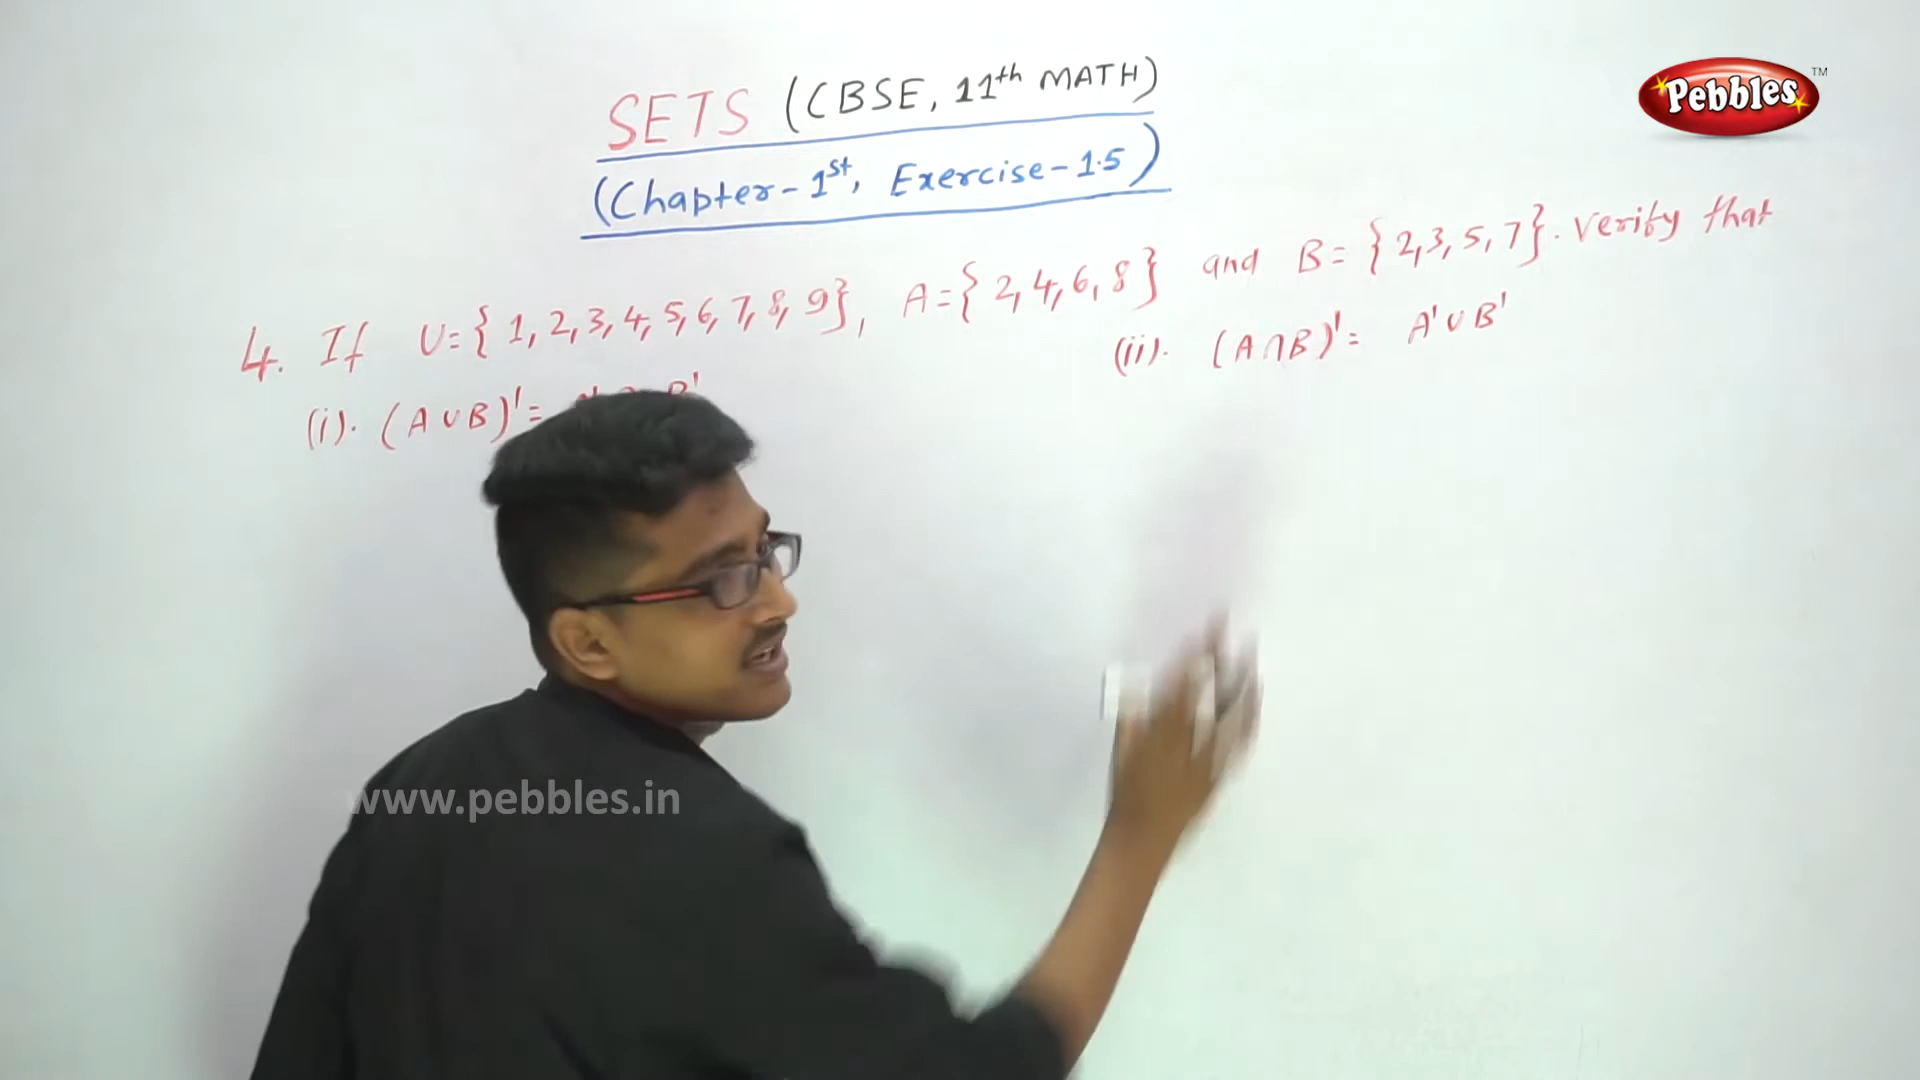 SETS (CBSE, 11th MATH)
(Chapter-1st, Exercise-1.5)
4. If U={1,2,3,4,5,6,7,8,9}, A={2,4,6,8} and B={2,3,5,7}. Verify that
(i). (A∪B)'= B' (ii). (A∩B)'= A'∪B'
Pebbles TM
www.pebbles.in